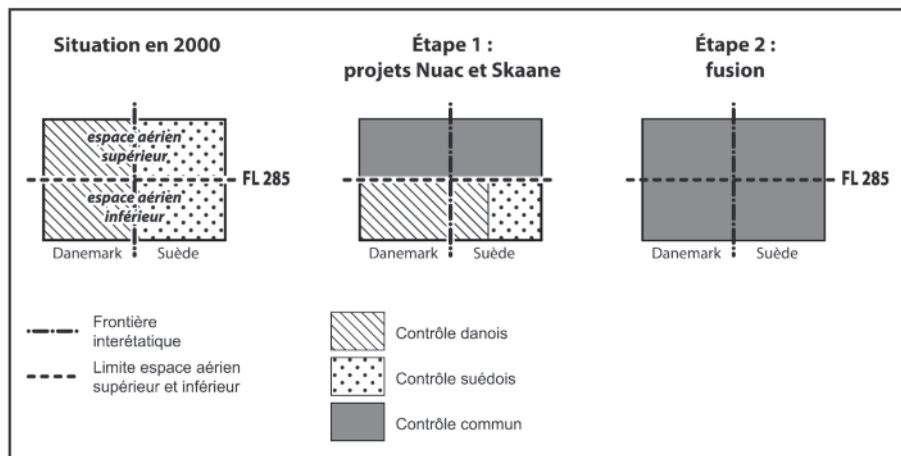 Situation en 2000
espace aérien
supérieur
espace aérien
inférieur
FL 285
Danemark
Suède
Étape 1 :
projets Nuac et Skaane
Danemark
Suède
Étape 2 :
fusion
FL 285
Danemark
Suède
Frontière
interétatique
Limite espace aérien
supérieur et inférieur
Contrôle danois
Contrôle suédois
Contrôle commun